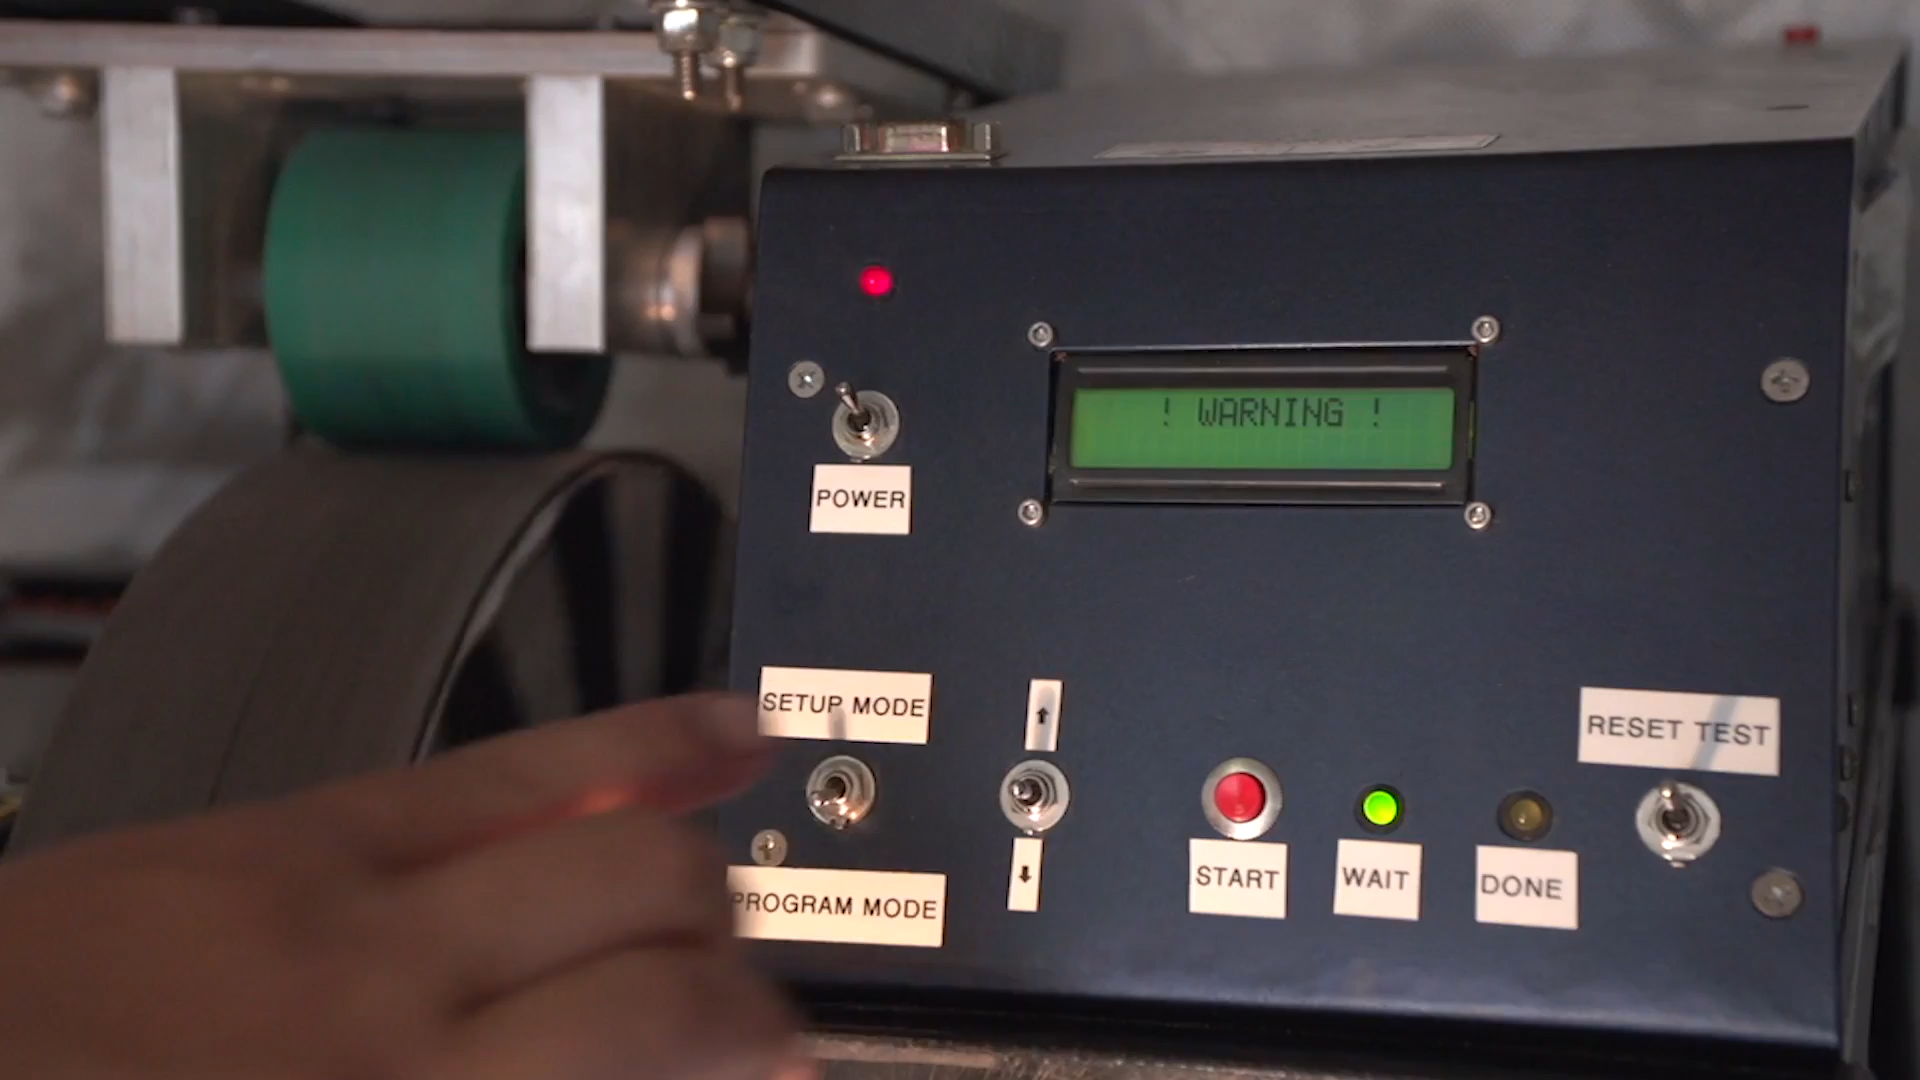 ! WARNING !
POWER
SETUP MODE
↑
RESET TEST
START
WAIT
DONE
↓
PROGRAM MODE